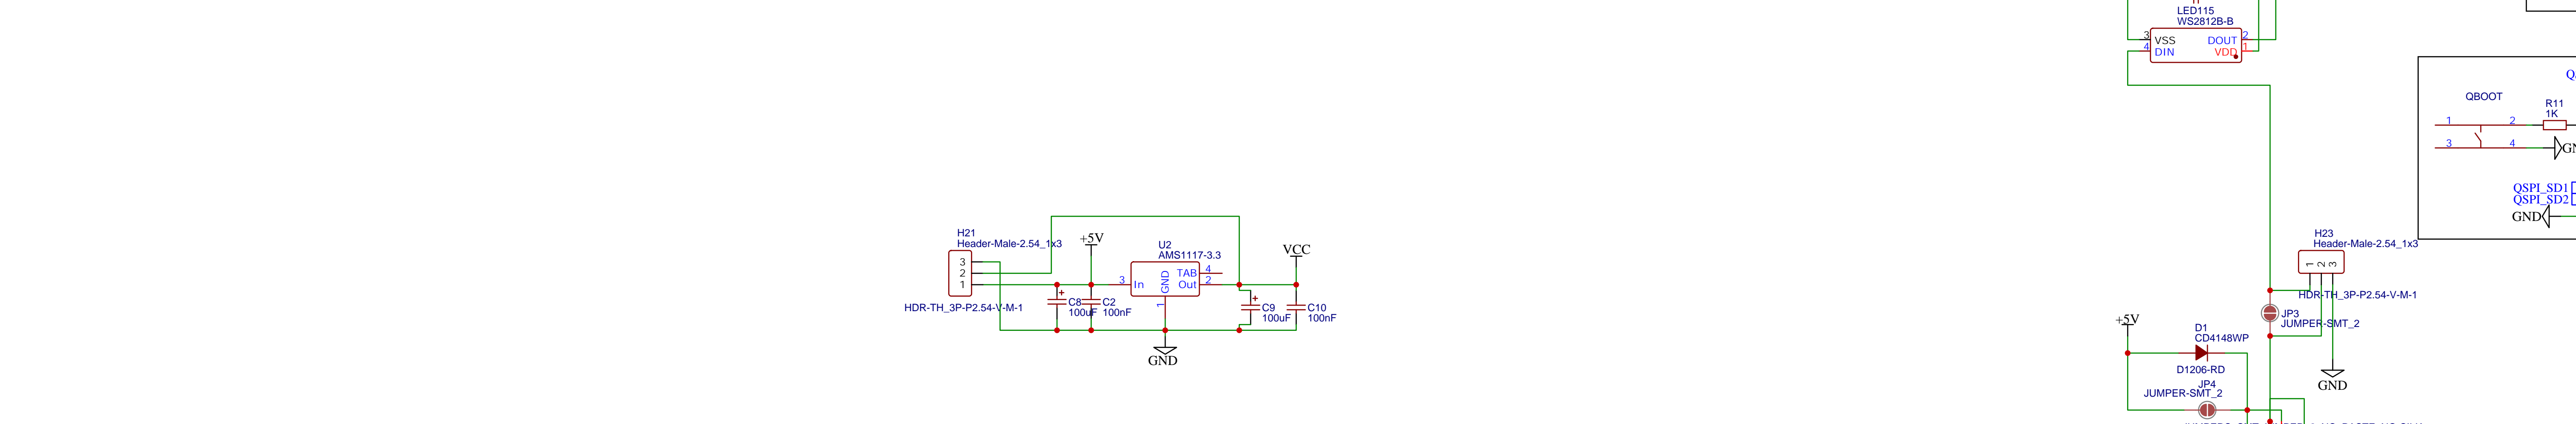 LED115
WS2812B-B
3 VSS DOUT 2
4 DIN VDD 1
QBOOT
R11
1K
1 2
3 4
QSPI_SD1
QSPI_SD2
GND
H21
Header-Male-2.54_1x3
3
2
1
HDR-TH_3P-P2.54-V-M-1
+5V
C8
100uF
C2
100nF
U2
AMS1117-3.3
3 In GND TAB 4
Out 2
1
GND
VCC
C9
100uF
C10
100nF
H23
Header-Male-2.54_1x3
1 2 3
HDR-TH_3P-P2.54-V-M-1
JP3
JUMPER-SMT_2
+5V
D1
CD4148WP
D1206-RD
JP4
JUMPER-SMT_2
GND